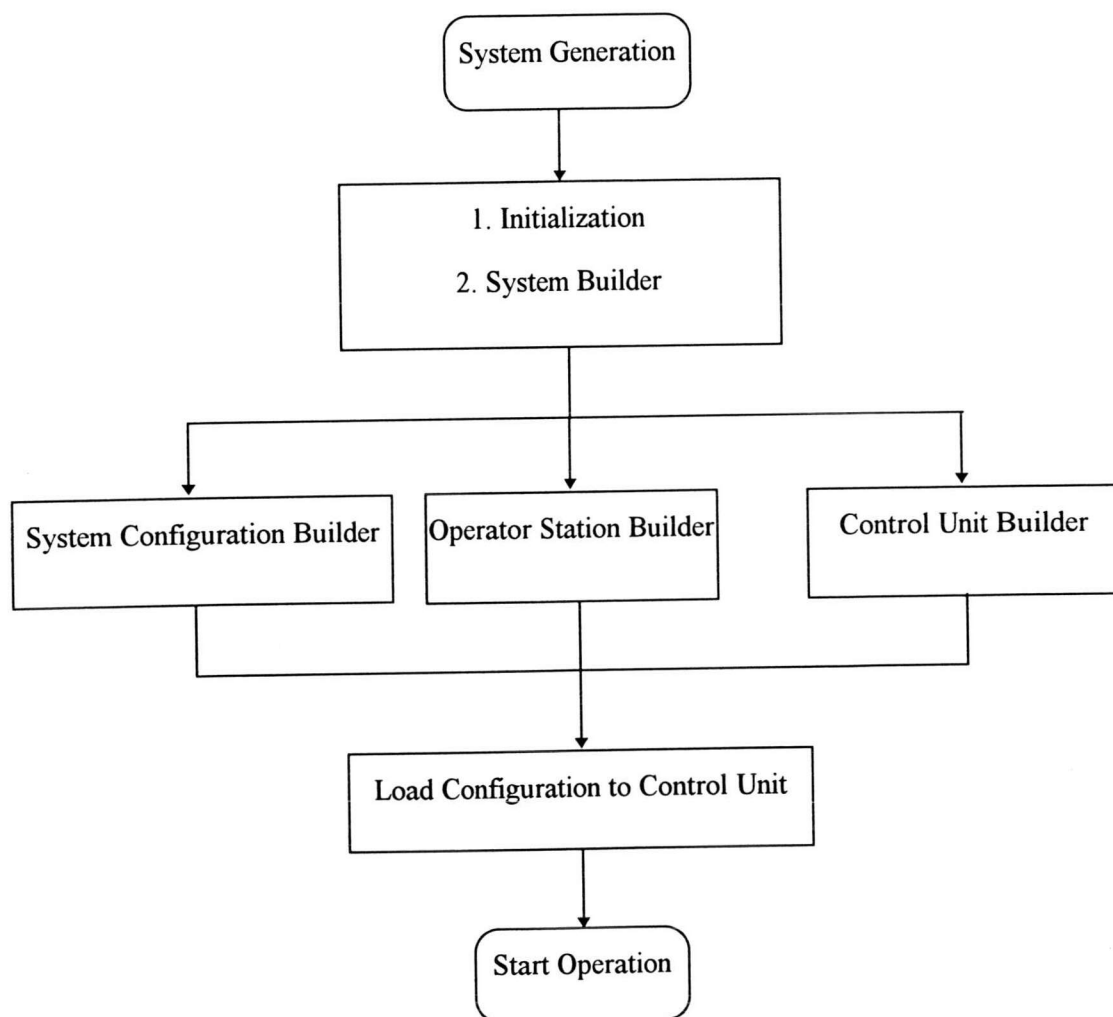 System Generation
1. Initialization
2. System Builder
System Configuration Builder
Operator Station Builder
Control Unit Builder
Load Configuration to Control Unit
Start Operation